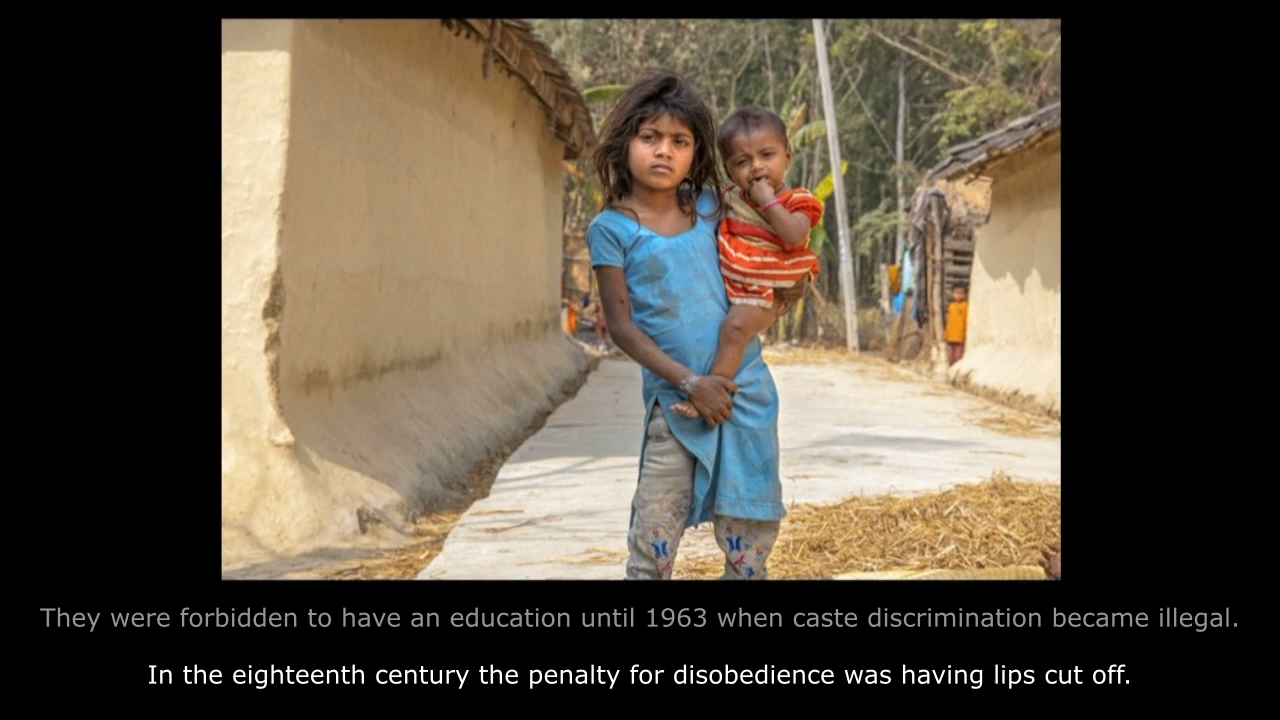 They were forbidden to have an education until 1963 when caste discrimination became illegal.
In the eighteenth century the penalty for disobedience was having lips cut off.